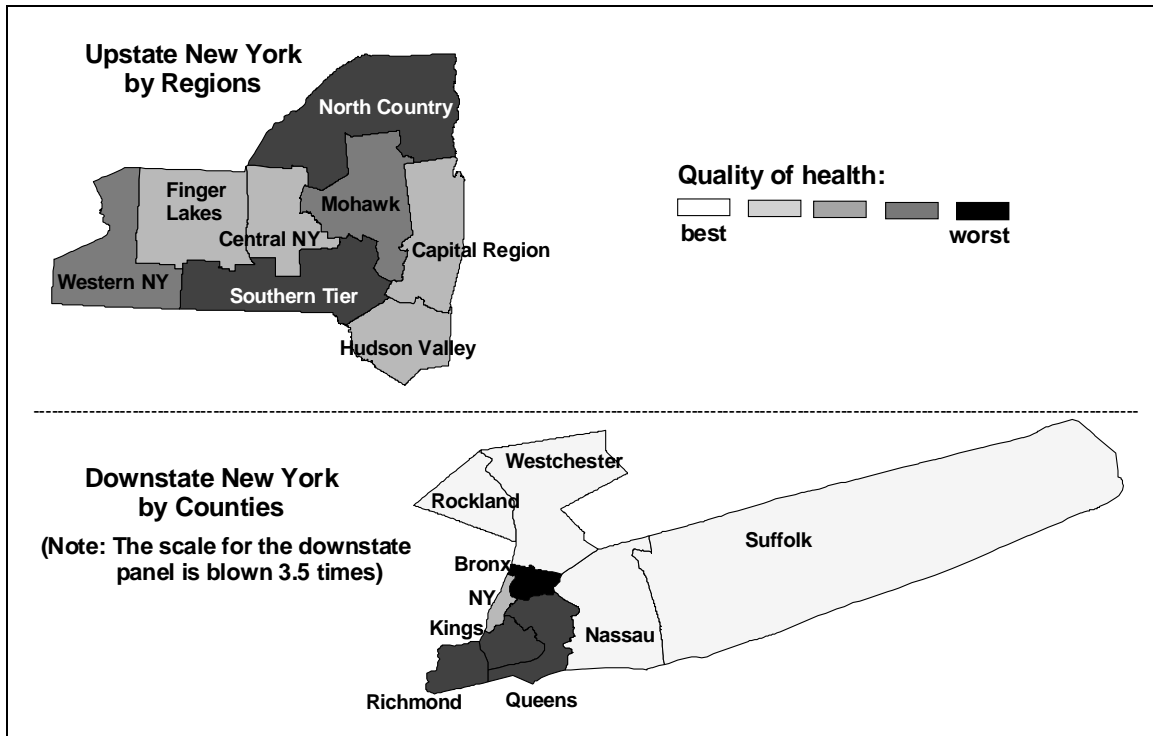 Upstate New York
by Regions
North Country
Finger
Lakes
Mohawk
Central NY
Capital Region
Western NY
Southern Tier
Hudson Valley
Quality of health:
best worst
Downstate New York
by Counties
(Note: The scale for the downstate
panel is blown 3.5 times)
Westchester
Rockland
Suffolk
Bronx
NY
Kings
Nassau
Richmond
Queens